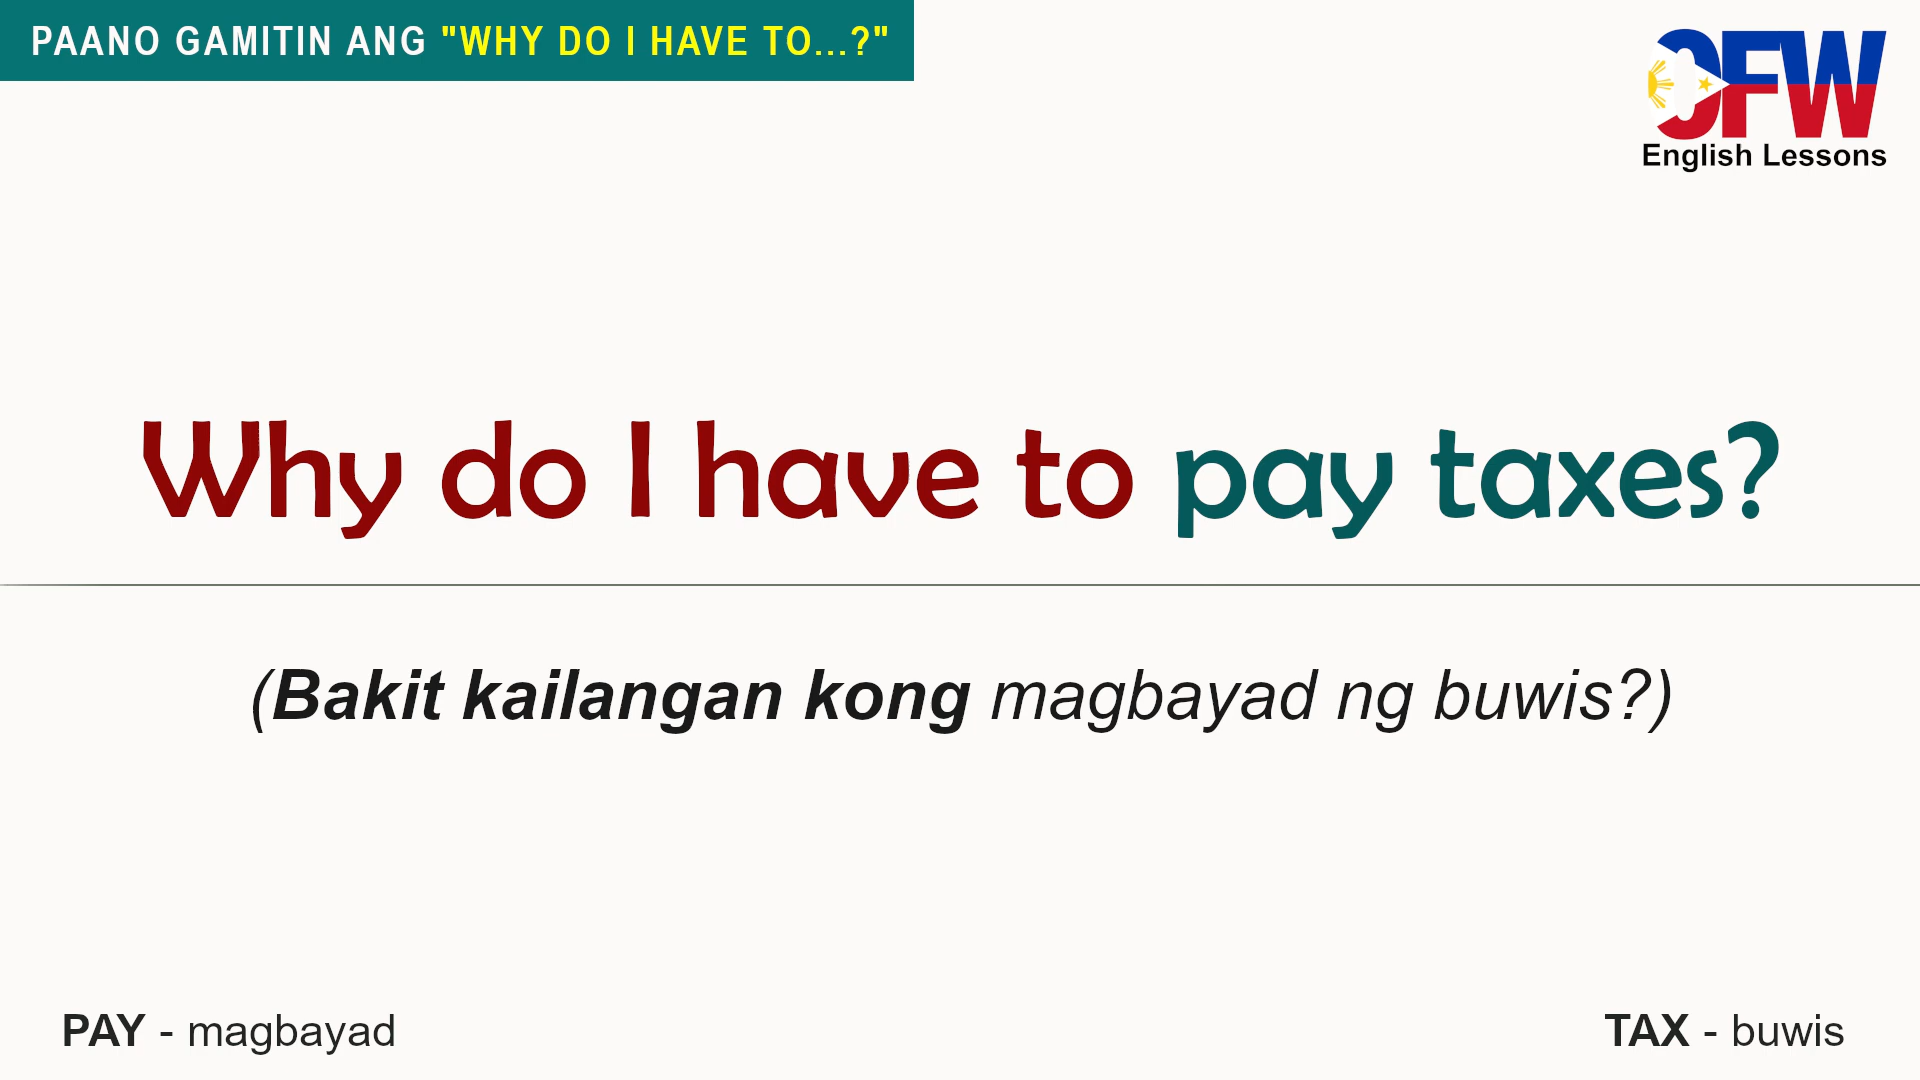 PAANO GAMITIN ANG "WHY DO I HAVE TO...?"
OFW
English Lessons
Why do I have to pay taxes?
(Bakit kailangan kong magbayad ng buwis?)
PAY - magbayad
TAX - buwis